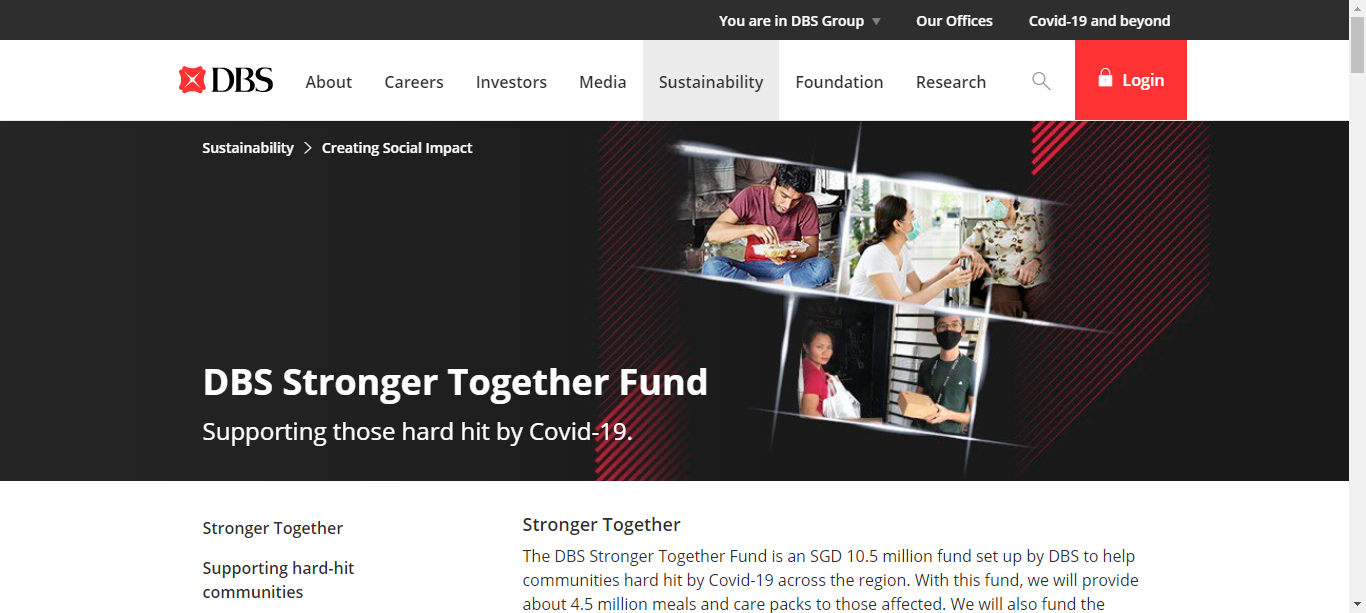 You are in DBS Group
Our Offices
Covid-19 and beyond
DBS
About
Careers
Investors
Media
Sustainability
Foundation
Research
Login
Sustainability > Creating Social Impact
DBS Stronger Together Fund
Supporting those hard hit by Covid-19.
Stronger Together
Supporting hard-hit
communities
Stronger Together
The DBS Stronger Together Fund is an SGD 10.5 million fund set up by DBS to help
communities hard hit by Covid-19 across the region. With this fund, we will provide
about 4.5 million meals and care packs to those affected. We will also fund the